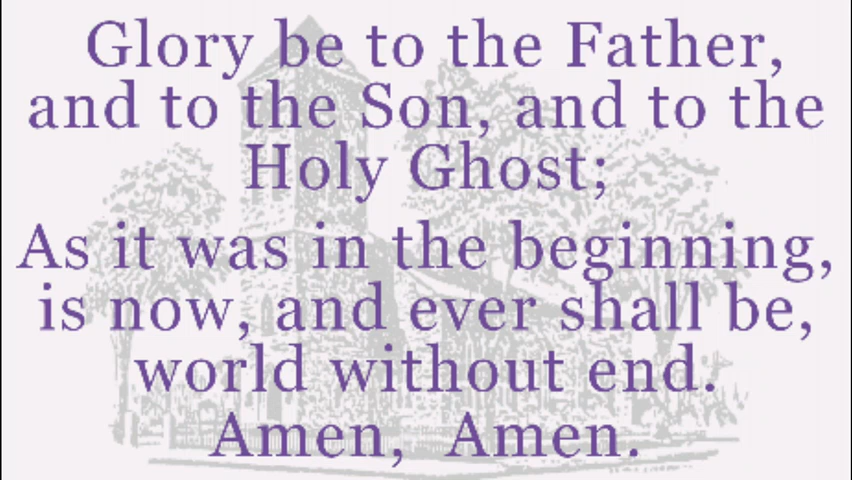 Glory be to the Father,
and to the Son, and to the
Holy Ghost;
As it was in the beginning,
is now, and ever shall be,
world without end.
Amen, Amen.